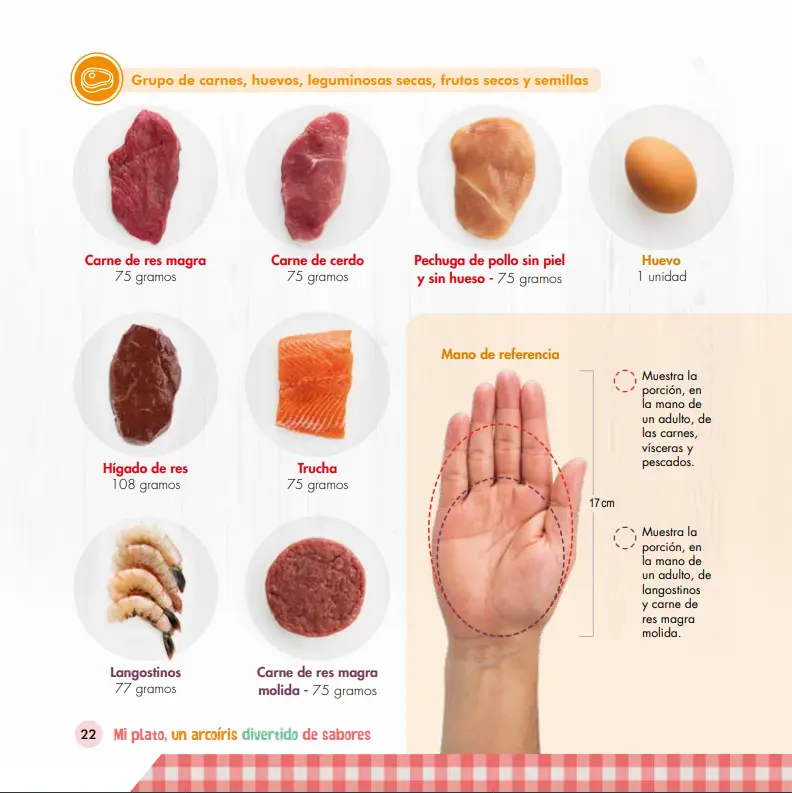 Grupo de carnes, huevos, leguminosas secas, frutos secos y semillas
Carne de res magra
75 gramos
Carne de cerdo
75 gramos
Pechuga de pollo sin piel
y sin hueso - 75 gramos
Huevo
1 unidad
Hígado de res
108 gramos
Trucha
75 gramos
Langostinos
77 gramos
Carne de res magra
molida - 75 gramos
Mano de referencia
17 cm
Muestra la
porción, en
la mano de
un adulto, de
las carnes,
vísceras y
pescados.
Muestra la
porción, en
la mano de
un adulto, de
langostinos
y carne de
res magra
molida.
22 Mi plato, un arcoíris divertido de sabores